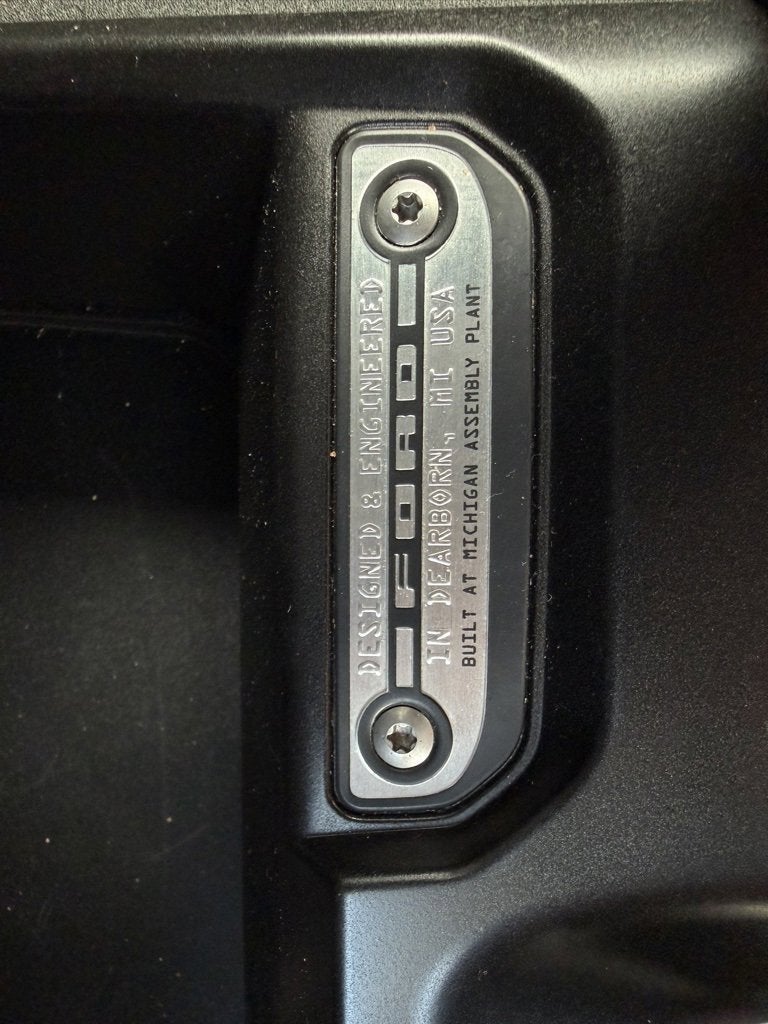 DESIGNED & ENGINEERED
FORD
IN DEARBORN, MI USA
BUILT AT MICHIGAN ASSEMBLY PLANT